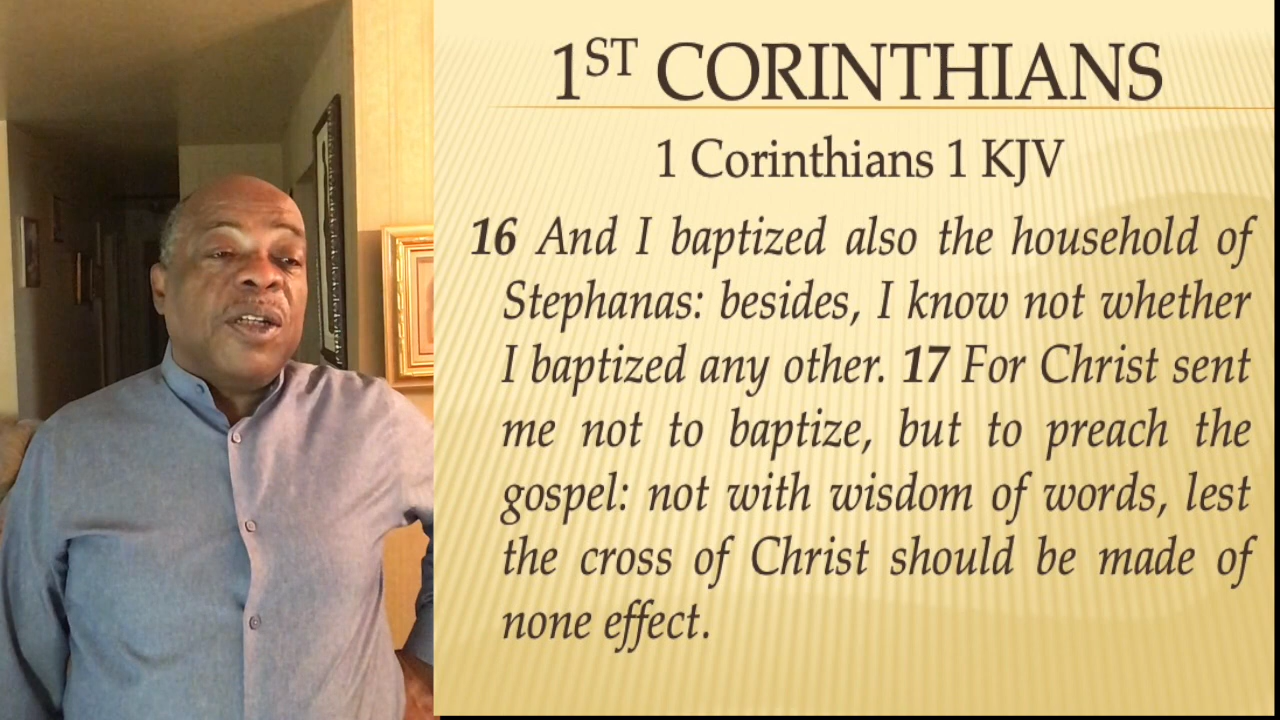 1ST CORINTHIANS
1 Corinthians 1 KJV
16 And I baptized also the household of
Stephanas: besides, I know not whether
I baptized any other. 17 For Christ sent
me not to baptize, but to preach the
gospel: not with wisdom of words, lest
the cross of Christ should be made of
none effect.